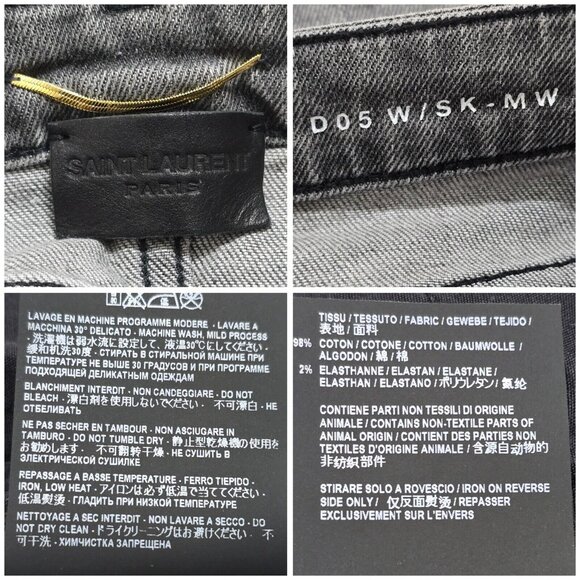 SAINT LAURENT
PARIS
D05 W/SK-MW
LAVAGE EN MACHINE PROGRAMME MODERE - LAVARE A
MACCHINA 30° DELICATO - MACHINE WASH, MILD PROCESS
- 洗濯機は弱水流に設定して、液温30℃にしてください -
缓和机洗30度 - СТИРАТЬ В СТИРАЛЬНОЙ МАШИНЕ ПРИ
ТЕМПЕРАТУРЕ НЕ ВЫШЕ 30 ГРАДУСОВ И ПРИ ПРОГРАММЕ
ПОДХОДЯЩЕЙ ДЕЛИКАТНЫМ ОДЕЖДАМ
BLANCHIMENT INTERDIT - NON CANDEGGIARE - DO NOT
BLEACH - 漂白剤を使用しないでください - 不可漂白 - НЕ
ОТБЕЛИВАТЬ
NE PAS SECHER EN TAMBOUR - NON ASCIUGARE IN
TAMBURO - DO NOT TUMBLE DRY - 静止型乾燥機の使用を
お勧めします - 不可翻转干燥 - НЕ СУШИТЬ В
ЭЛЕКТРИЧЕСКОЙ СУШИЛКЕ
REPASSAGE A BASSE TEMPERATURE - FERRO TIEPIDO -
IRON, LOW HEAT - アイロンは必ず低温で当ててください -
低温熨烫 - ГЛАДИТЬ ПРИ НИЗКОЙ ТЕМПЕРАТУРЕ
NETTOYAGE A SEC INTERDIT - NON LAVARE A SECCO - DO
NOT DRY CLEAN - ドライクリーニングはお避けください - 不
可干洗 - ХИМЧИСТКА ЗАПРЕЩЕНА
TISSU / TESSUTO / FABRIC / GEWEBE / TEJIDO /
表地 / 面料
98% COTON / COTONE / COTTON / BAUMWOLLE /
ALGODON / 綿 / 棉
2% ELASTHANNE / ELASTAN / ELASTANE /
ELASTHAN / ELASTANO / ポリウレタン / 氨纶
CONTIENE PARTI NON TESSILI DI ORIGINE
ANIMALE / CONTAINS NON-TEXTILE PARTS OF
ANIMAL ORIGIN / CONTIENT DES PARTIES NON
TEXTILES D'ORIGINE ANIMALE / 含源自动物的
非纺织部件
STIRARE SOLO A ROVESCIO / IRON ON REVERSE
SIDE ONLY / 仅反面熨烫 / REPASSER
EXCLUSIVEMENT SUR L'ENVERS